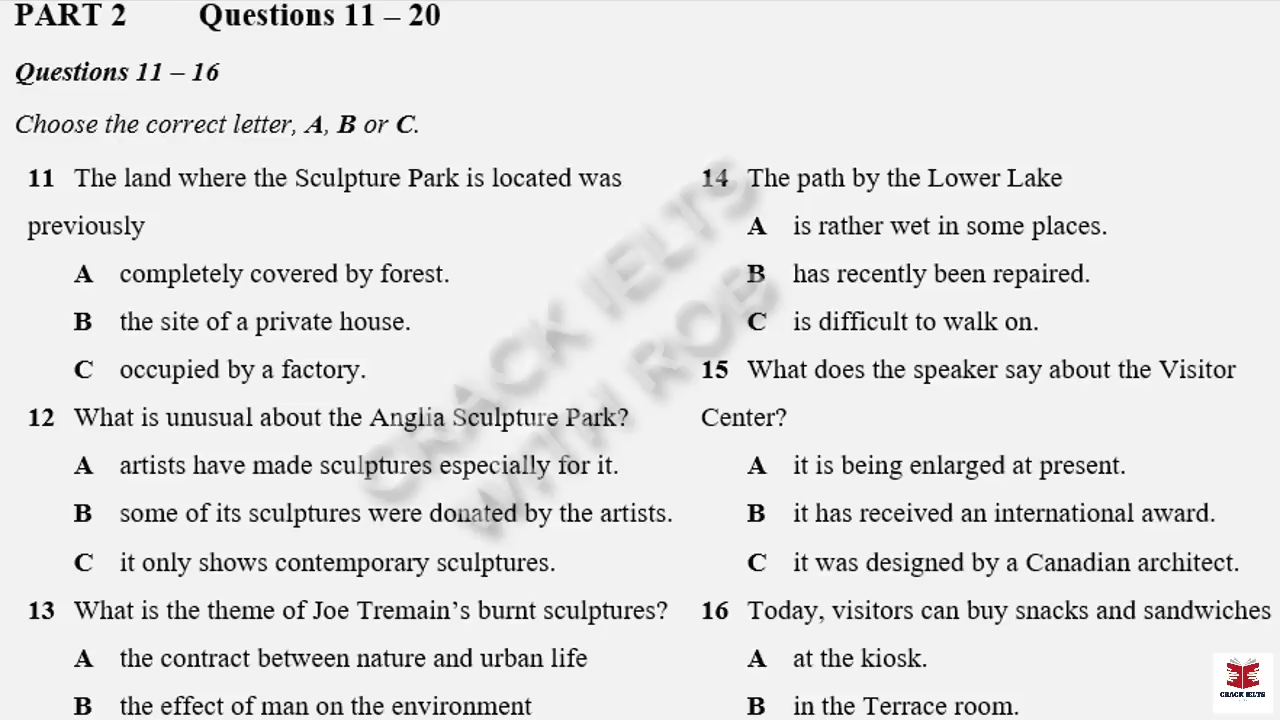 PART 2 Questions 11 – 20
Questions 11 – 16
Choose the correct letter, A, B or C.
11 The land where the Sculpture Park is located was
previously
A completely covered by forest.
B the site of a private house.
C occupied by a factory.
12 What is unusual about the Anglia Sculpture Park?
A artists have made sculptures especially for it.
B some of its sculptures were donated by the artists.
C it only shows contemporary sculptures.
13 What is the theme of Joe Tremain's burnt sculptures?
A the contract between nature and urban life
B the effect of man on the environment
14 The path by the Lower Lake
A is rather wet in some places.
B has recently been repaired.
C is difficult to walk on.
15 What does the speaker say about the Visitor
Center?
A it is being enlarged at present.
B it has received an international award.
C it was designed by a Canadian architect.
16 Today, visitors can buy snacks and sandwiches
A at the kiosk.
B in the Terrace room.
CRACK IELTS
WITH ROB
CRACK IELTS